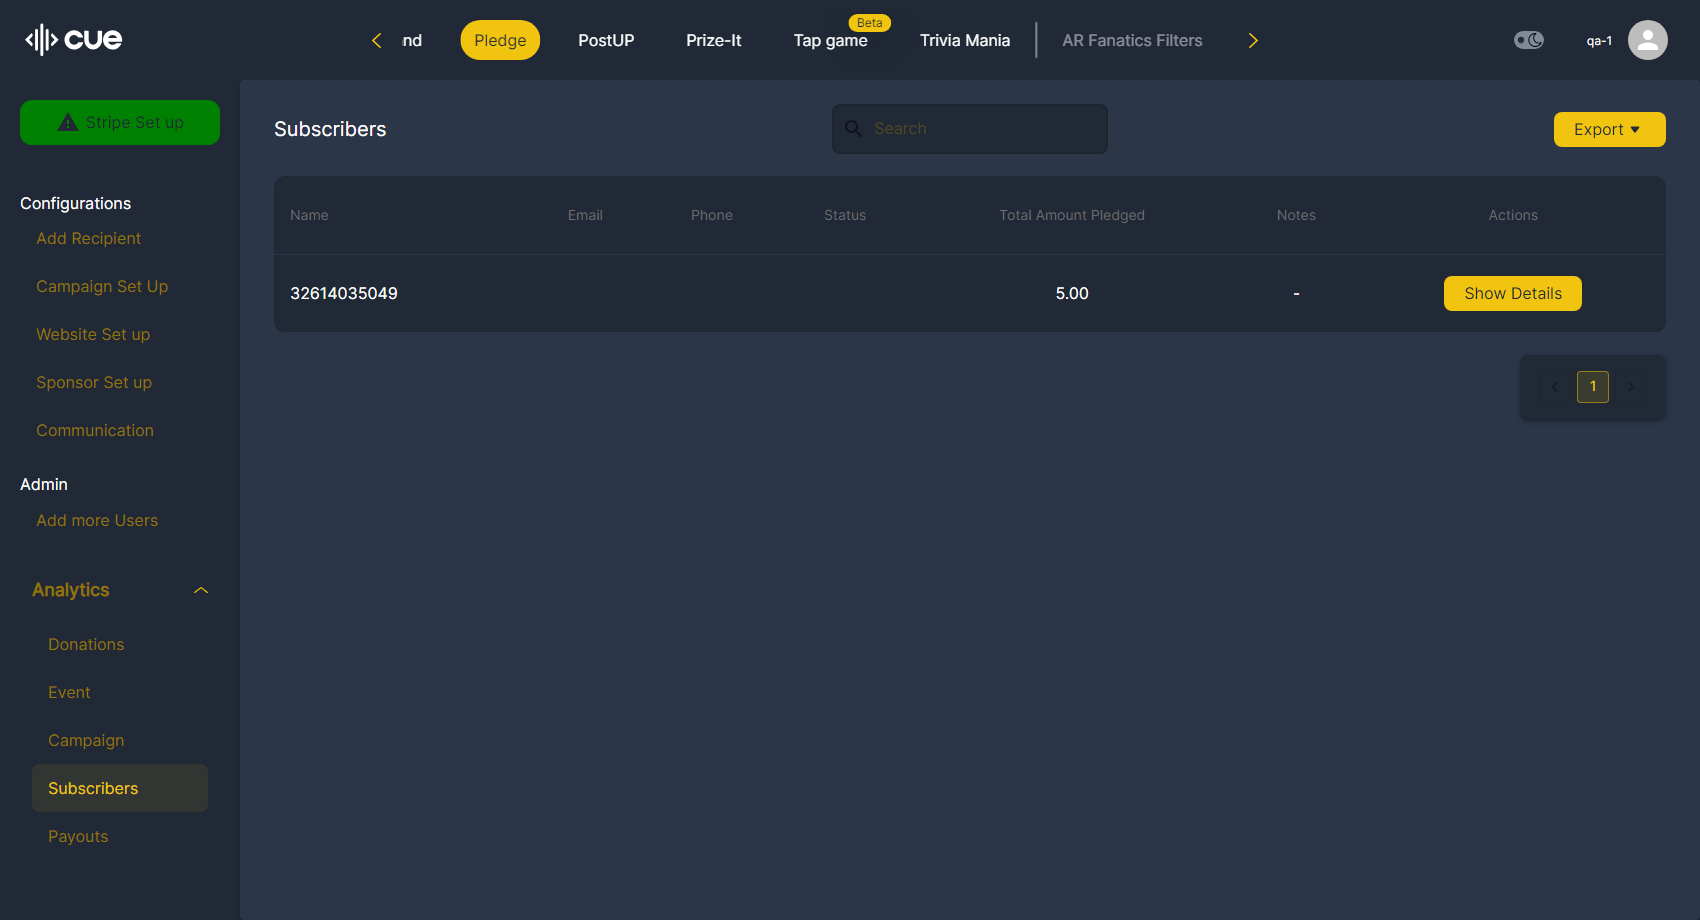 cue
nd
Pledge
PostUP
Prize-It
Beta
Tap game
Trivia Mania
AR Fanatics Filters
qa-1
Stripe Set up
Configurations
Add Recipient
Campaign Set Up
Website Set up
Sponsor Set up
Communication
Admin
Add more Users
Analytics
Donations
Event
Campaign
Subscribers
Payouts
Subscribers
Search
Export
Name Email Phone Status Total Amount Pledged Notes Actions
32614035049 5.00 - Show Details
1